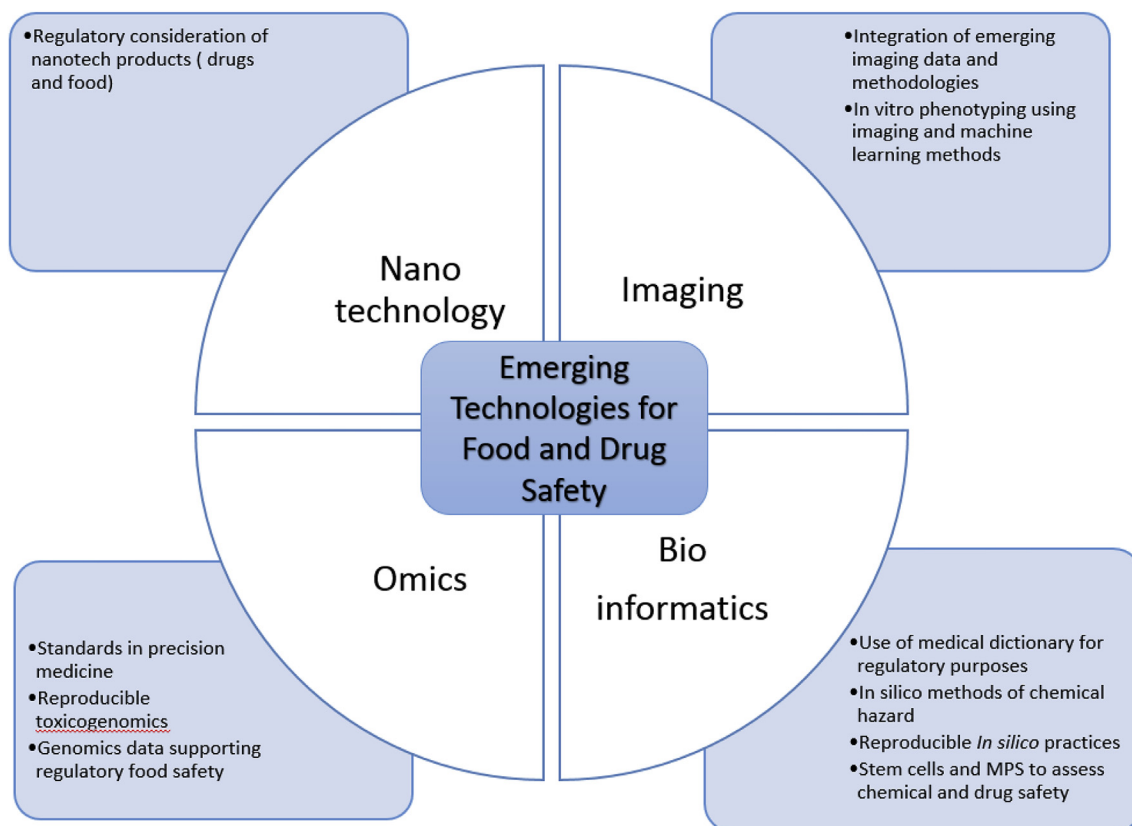 •Regulatory consideration of
nanotech products ( drugs
and food)
•Integration of emerging
imaging data and
methodologies
•In vitro phenotyping using
imaging and machine
learning methods
Nano
technology
Imaging
Emerging
Technologies for
Food and Drug
Safety
Omics
Bio
informatics
•Standards in precision
medicine
•Reproducible
toxicogenomics
•Genomics data supporting
regulatory food safety
•Use of medical dictionary for
regulatory purposes
•In silico methods of chemical
hazard
•Reproducible In silico practices
•Stem cells and MPS to assess
chemical and drug safety